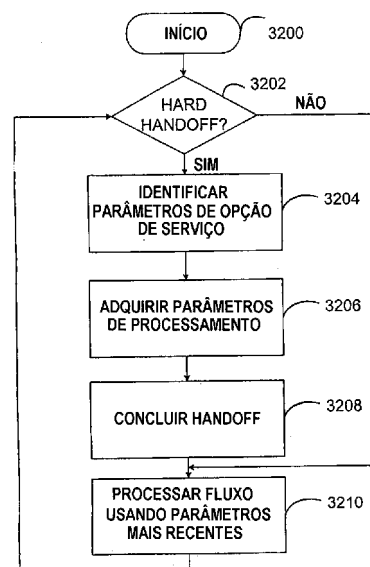 INÍCIO
3200
3202
HARD
HANDOFF?
NÃO
SIM
IDENTIFICAR
PARÂMETROS DE OPÇÃO
DE SERVIÇO
3204
ADQUIRIR PARÂMETROS
DE PROCESSAMENTO
3206
CONCLUIR HANDOFF
3208
PROCESSAR FLUXO
USANDO PARÂMETROS
MAIS RECENTES
3210